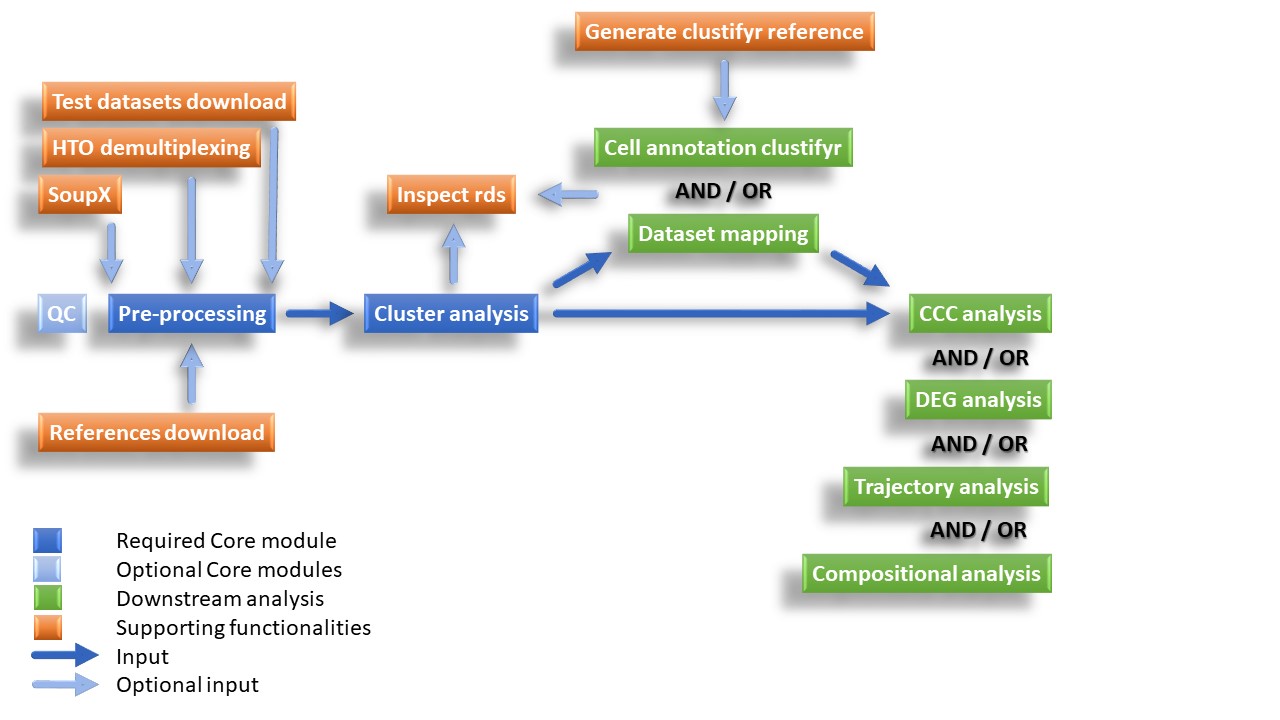 Generate clustifyr reference
Test datasets download
HTO demultiplexing
Cell annotation clustifyr
SoupX
Inspect rds
AND / OR
Dataset mapping
QC
Pre-processing
Cluster analysis
CCC analysis
AND / OR
DEG analysis
References download
AND / OR
Trajectory analysis
AND / OR
Compositional analysis
Required Core module
Optional Core modules
Downstream analysis
Supporting functionalities
Input
Optional input